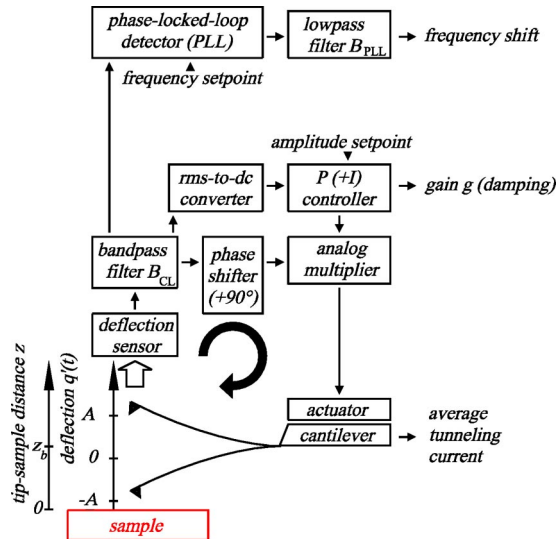 phase-locked-loop
detector (PLL)
lowpass
filter B_PLL
frequency shift
frequency setpoint
amplitude setpoint
rms-to-dc
converter
P (+I)
controller
gain g (damping)
bandpass
filter B_CL
phase
shifter
(+90°)
analog
multiplier
deflection
sensor
tip-sample distance z
z_b
0
deflection q'(t)
A
0
-A
actuator
cantilever
average
tunneling
current
sample